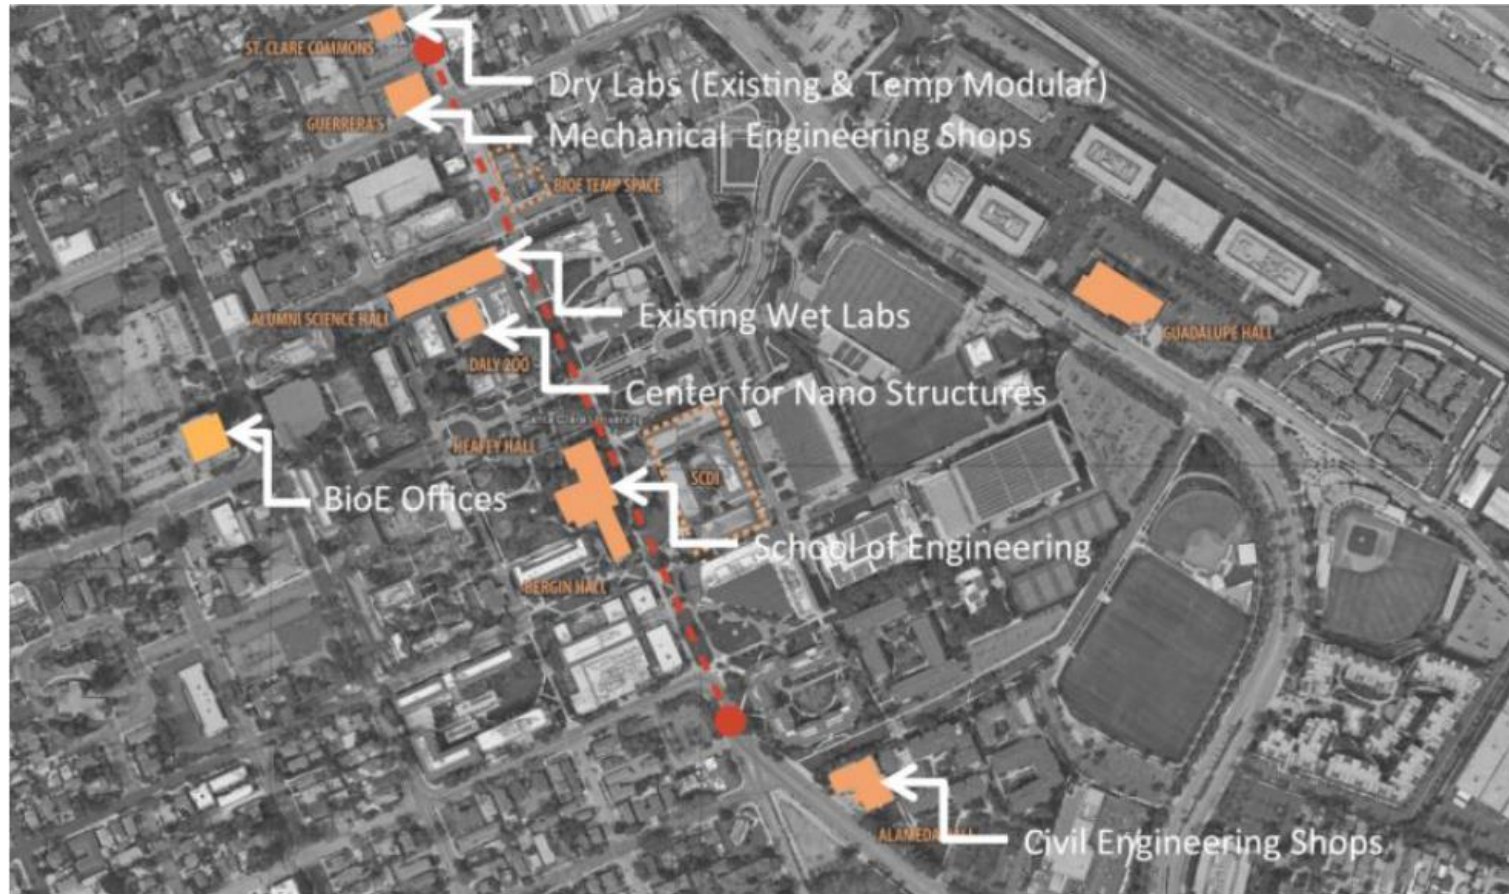 ST. CLARE COMMONS
Dry Labs (Existing & Temp Modular)
GUERRERA'S
Mechanical Engineering Shops
BIOE TEMP SPACE
ALUMNI SCIENCE HALL
Existing Wet Labs
GUADALUPE HALL
DALY 200
Center for Nano Structures
HEAFEY HALL
SCDI
BioE Offices
School of Engineering
BERGIN HALL
ALAMEDA
Civil Engineering Shops